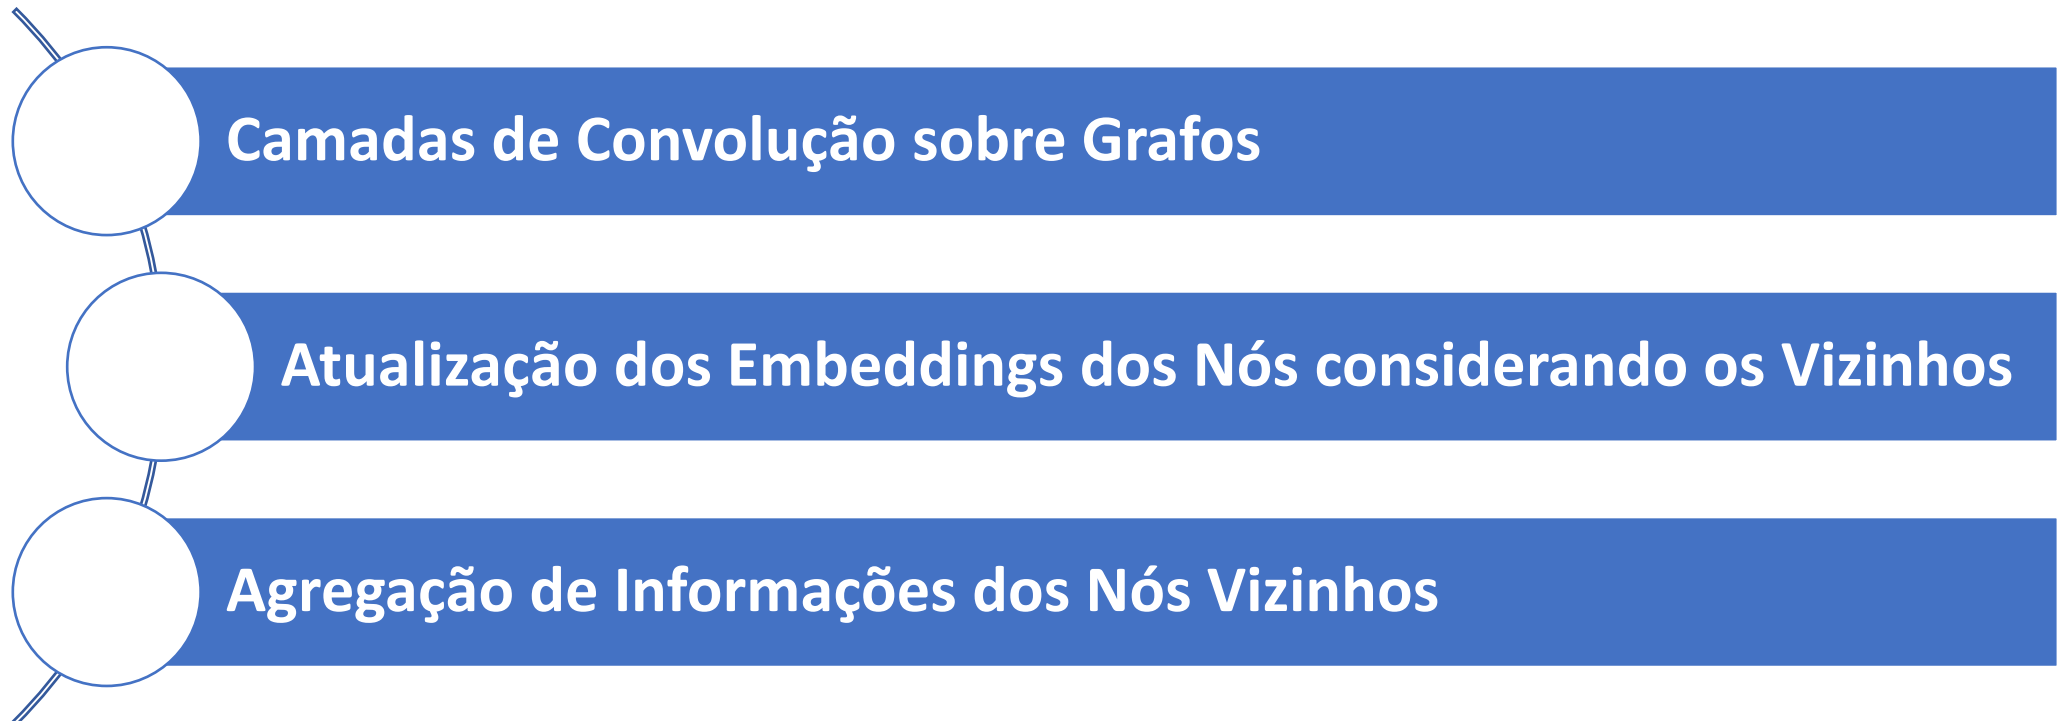 Camadas de Convolução sobre Grafos
Atualização dos Embeddings dos Nós considerando os Vizinhos
Agregação de Informações dos Nós Vizinhos